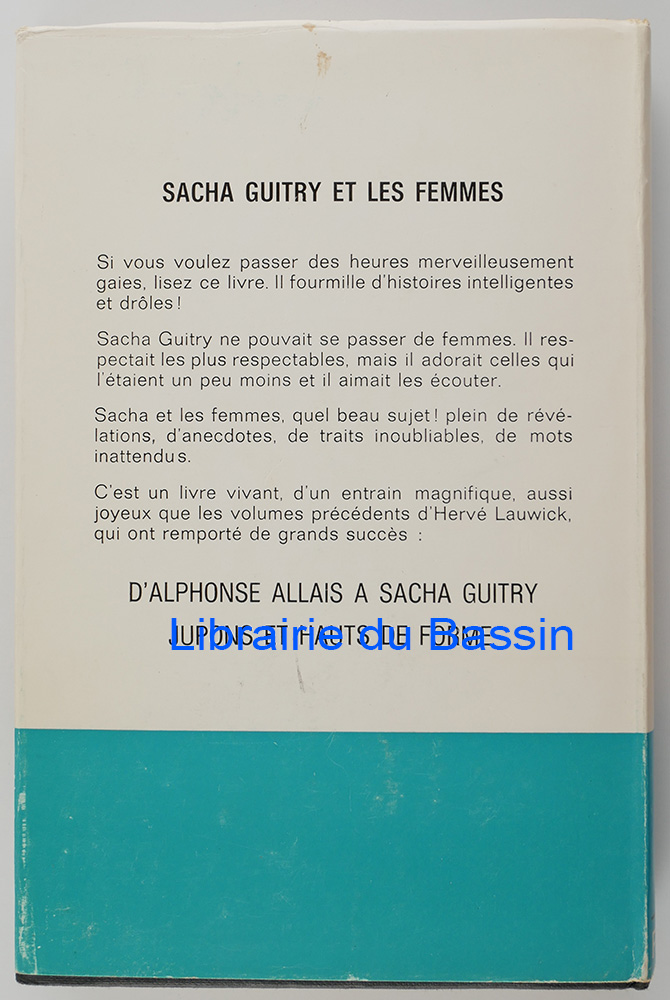 SACHA GUITRY ET LES FEMMES
Si vous voulez passer des heures merveilleusement
gaies, lisez ce livre. Il fourmille d'histoires intelligentes
et drôles!
Sacha Guitry ne pouvait se passer de femmes. Il res-
pectait les plus respectables, mais il adorait celles qui
l'étaient un peu moins et il aimait les écouter.
Sacha et les femmes, quel beau sujet! plein de révé-
lations, d'anecdotes, de traits inoubliables, de mots
inattendus.
C'est un livre vivant, d'un entrain magnifique, aussi
joyeux que les volumes précédents d'Hervé Lauwick,
qui ont remporté de grands succès :
D'ALPHONSE ALLAIS A SACHA GUITRY
JUPONS ET HAUTS DE FORME
Librairie du Bassin